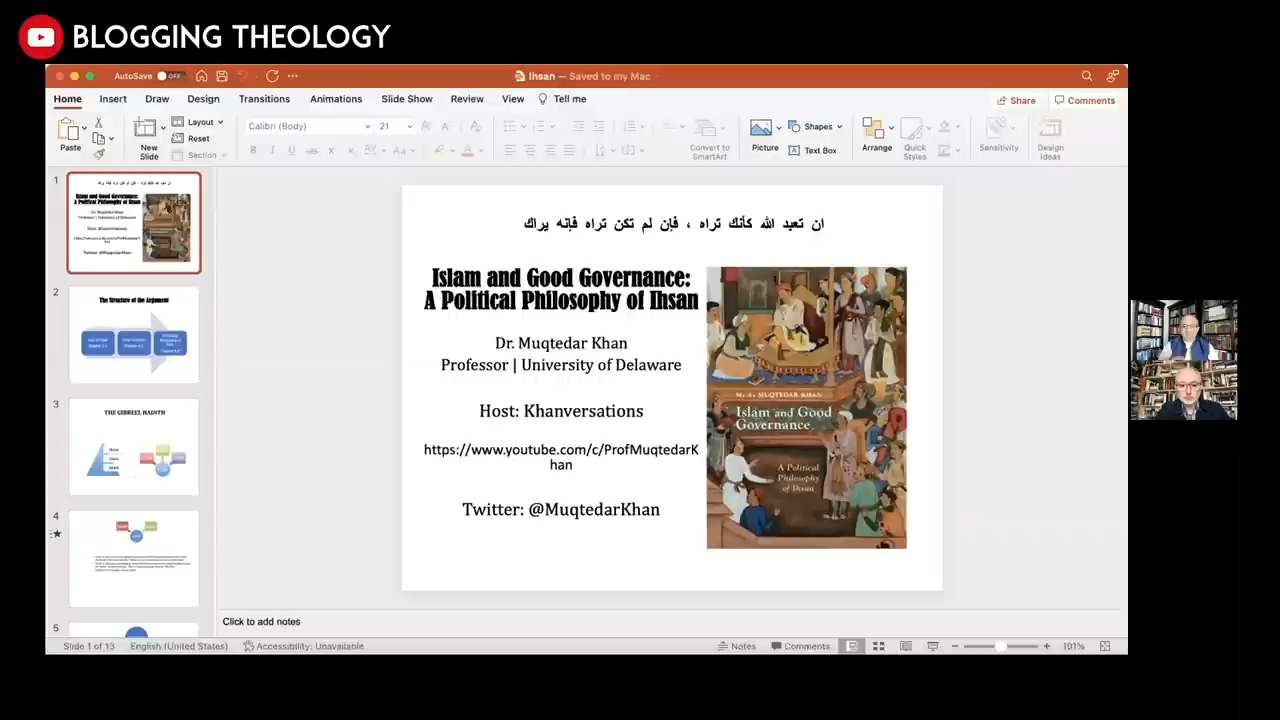 BLOGGING THEOLOGY
AutoSave OFF
Ihsan — Saved to my Mac
Home Insert Draw Design Transitions Animations Slide Show Review View Tell me
Share Comments
Paste
New Slide
Layout
Reset
Section
Calibri (Body) 21
Convert to SmartArt
Picture
Shapes
Text Box
Arrange
Quick Styles
Sensitivity
Design Ideas
1
2
The Structure of the Argument
3
THE GIBREEL HADITH
4
5
ان تعبد الله كأنك تراه ، فإن لم تكن تراه فإنه يراك
Islam and Good Governance:
A Political Philosophy of Ihsan
Dr. Muqtedar Khan
Professor | University of Delaware
Host: Khanversations
https://www.youtube.com/c/ProfMuqtedarK
han
Twitter: @MuqtedarKhan
M. A. MUQTEDAR KHAN
Islam and Good
Governance
A Political
Philosophy
of Ihsan
Click to add notes
Slide 1 of 13 English (United States) Accessibility: Unavailable
Notes Comments 101%